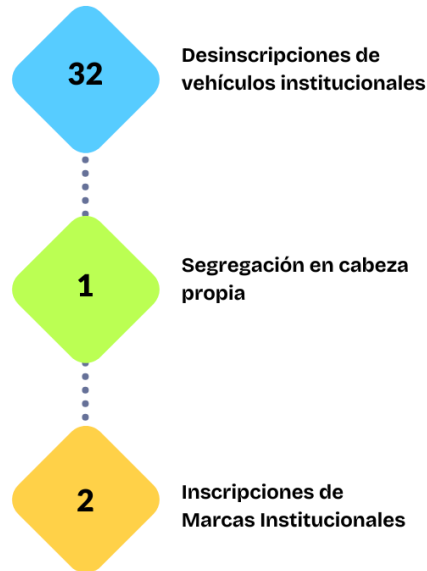 32
Desinscripciones de
vehículos institucionales
1
Segregación en cabeza
propia
2
Inscripciones de
Marcas Institucionales